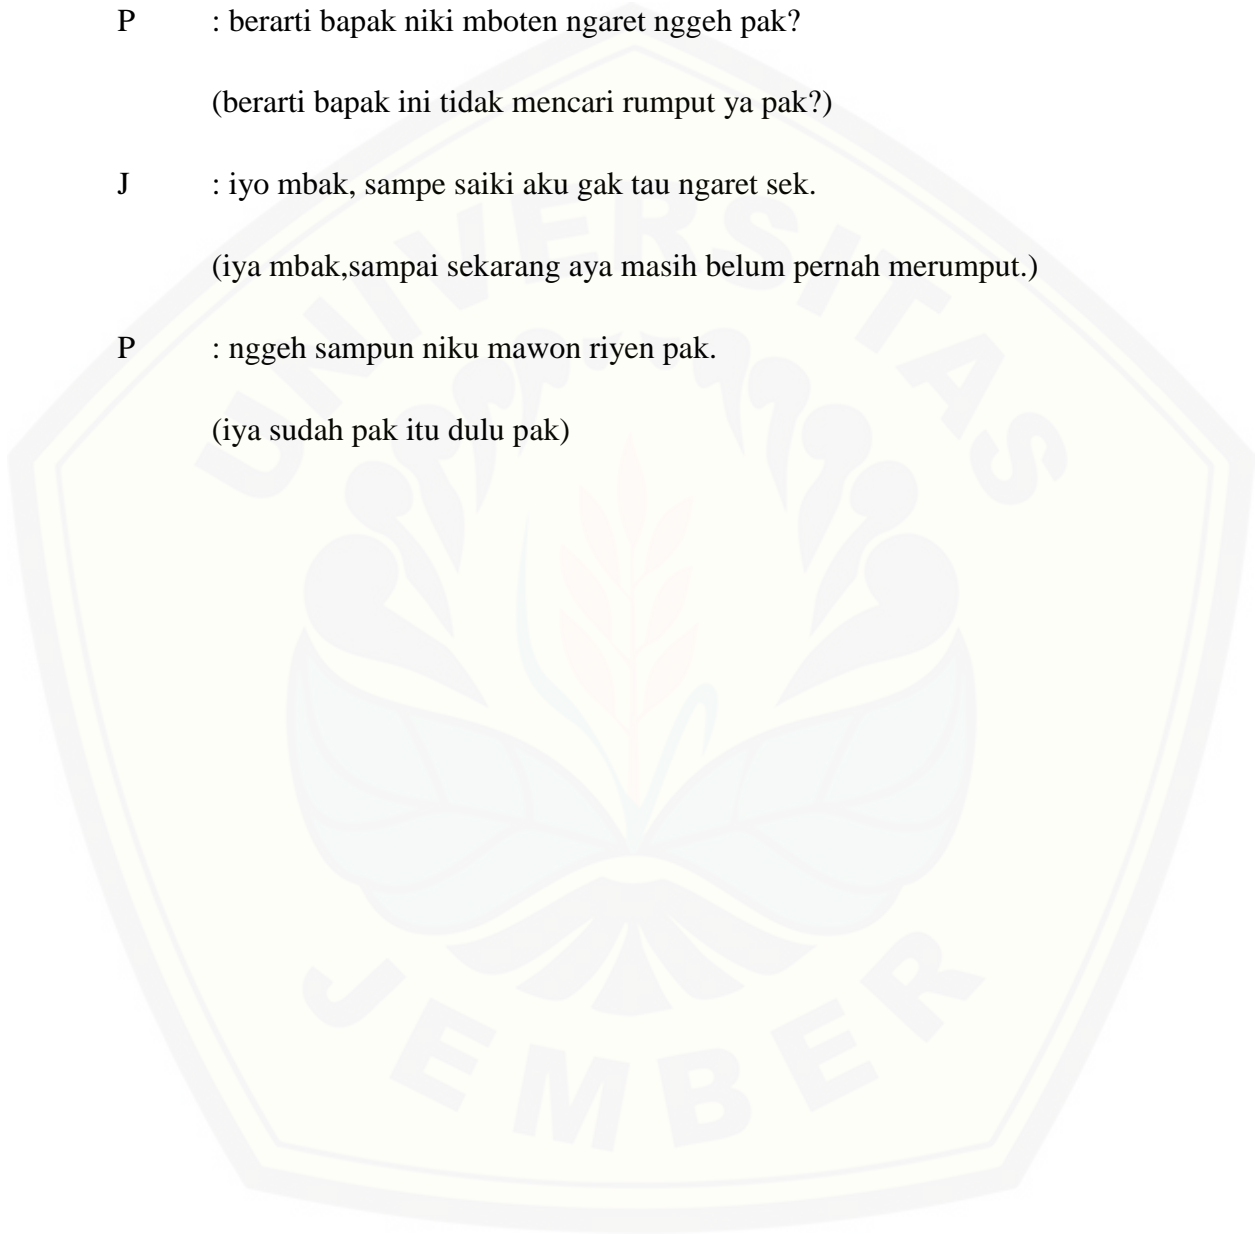 P : berarti bapak niki mboten ngaret nggeh pak?
(berarti bapak ini tidak mencari rumput ya pak?)
J : iyo mbak, sampe saiki aku gak tau ngaret sek.
(iya mbak,sampai sekarang aya masih belum pernah merumput.)
P : nggeh sampun niku mawon riyen pak.
(iya sudah pak itu dulu pak)
UNIVERSITAS
JEMBER